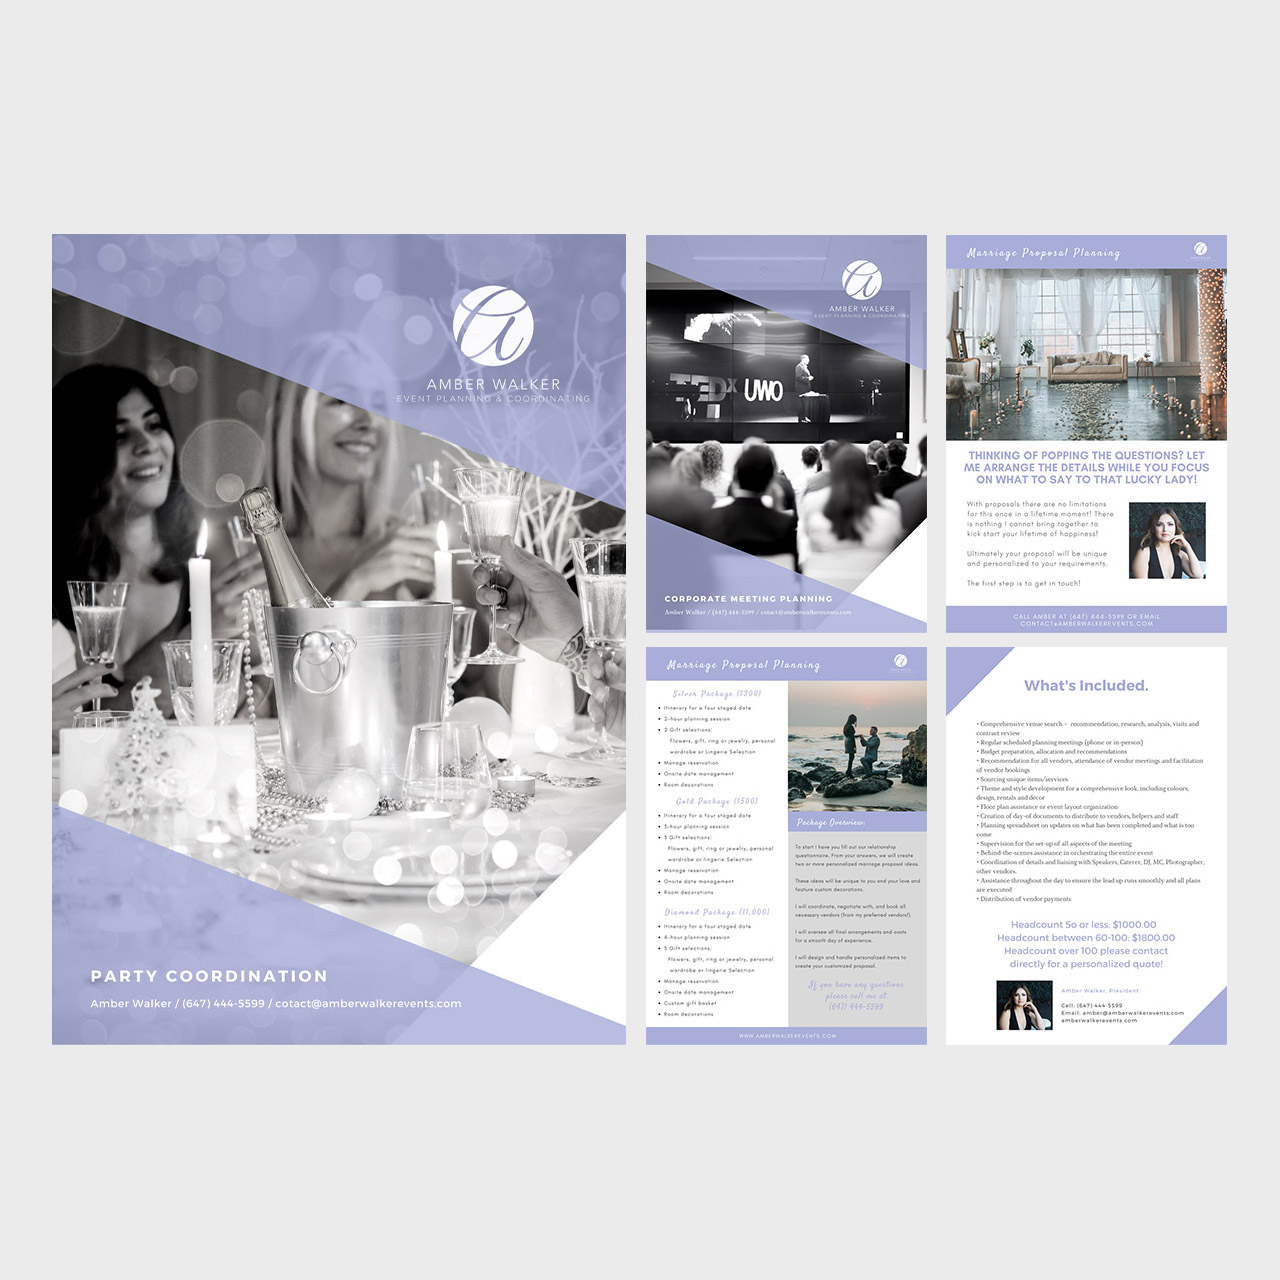 AMBER WALKER
EVENT PLANNING & COORDINATING
PARTY COORDINATION
Amber Walker / (647) 444-5599 / cotact@amberwalkerevents.com
AMBER WALKER
EVENT PLANNING & COORDINATING
TEDx
UWO
CORPORATE MEETING PLANNING
Amber Walker / (647) 444-5599 / cotact@amberwalkerevents.com
Marriage Proposal Planning
THINKING OF POPPING THE QUESTIONS? LET
ME ARRANGE THE DETAILS WHILE YOU FOCUS
ON WHAT TO SAY TO THAT LUCKY LADY!
With proposals there are no limitations
for this once in a lifetime moment! There
is nothing I cannot bring together to
kick start your lifetime of happiness!
Ultimately your proposal will be unique
and personalized to your requirements.
The first step is to get in touch!
CALL AMBER AT (647) 444-5599 OR EMAIL
CONTACT@AMBERWALKEREVENTS.COM
Marriage Proposal Planning
Silver Package ($300)
• Itinerary for a four staged date
• 2-hour planning session
• 2 Gift selections:
Flowers, gift, ring or jewelry, personal
wardrobe or Lingerie Selection
• Manage reservation
• Onsite date management
• Room decorations
Gold Package ($500)
• Itinerary for a four staged date
• 3-hour planning session
• 3 Gift selections:
Flowers, gift, ring or jewelry, personal
wardrobe or lingerie Selection
• Manage reservation
• Onsite date management
• Room decorations
Diamond Package ($1,000)
• Itinerary for a four staged date
• 4-hour planning session
• 5 Gift selections:
Flowers, gift, ring or jewelry, personal
wardrobe or lingerie Selection
• Manage reservation
• Onsite date management
• Custom gift basket
• Room decorations
Package Overview:
To start I have you fill out our relationship
questionnaire. From your answers, we will create
two or more personalized marriage proposal ideas.
These ideas will be unique to you and your love and
feature custom decorations.
I will coordinate, negotiate with, and book all
necessary vendors (from my preferred vendors!)
I will oversee all final arrangements and costs
for a smooth day of experience.
I will design and handle personalized items to
create your customized proposal.
If you have any questions
please call me at
(647) 444-5599
WWW.AMBERWALKEREVENTS.COM
What's Included.
• Comprehensive venue search – recommendation, research, analysis, visits and
contract review
• Regular scheduled planning meetings (phone or in-person)
• Budget preparation, allocation and recommendations
• Recommendation for all vendors, attendance of vendor meetings and facilitation
of vendor bookings
• Sourcing unique items/services
• Theme and style development for a comprehensive look, including colours,
design, rentals and decor
• Floor plan assistance or event layout organization
• Creation of day-of documents to distribute to vendors, helpers and staff
• Planning spreadsheet on updates on what has been completed and what is too
come
• Supervision for the set-up of all aspects of the meeting
• Behind-the-scenes assistance in orchestrating the entire event
• Coordination of details and liaising with Speakers, Caterer, DJ, MC, Photographer,
other vendors.
• Assistance throughout the day to ensure the lead up runs smoothly and all plans
are executed
• Distribution of vendor payments
Headcount So or less: $1000.00
Headcount between 60-100: $1800.00
Headcount over 100 please contact
directly for a personalized quote!
Amber Walker, President
Cell: (647) 444-5599
Email: amber@amberwalkerevents.com
amberwalkerevents.com